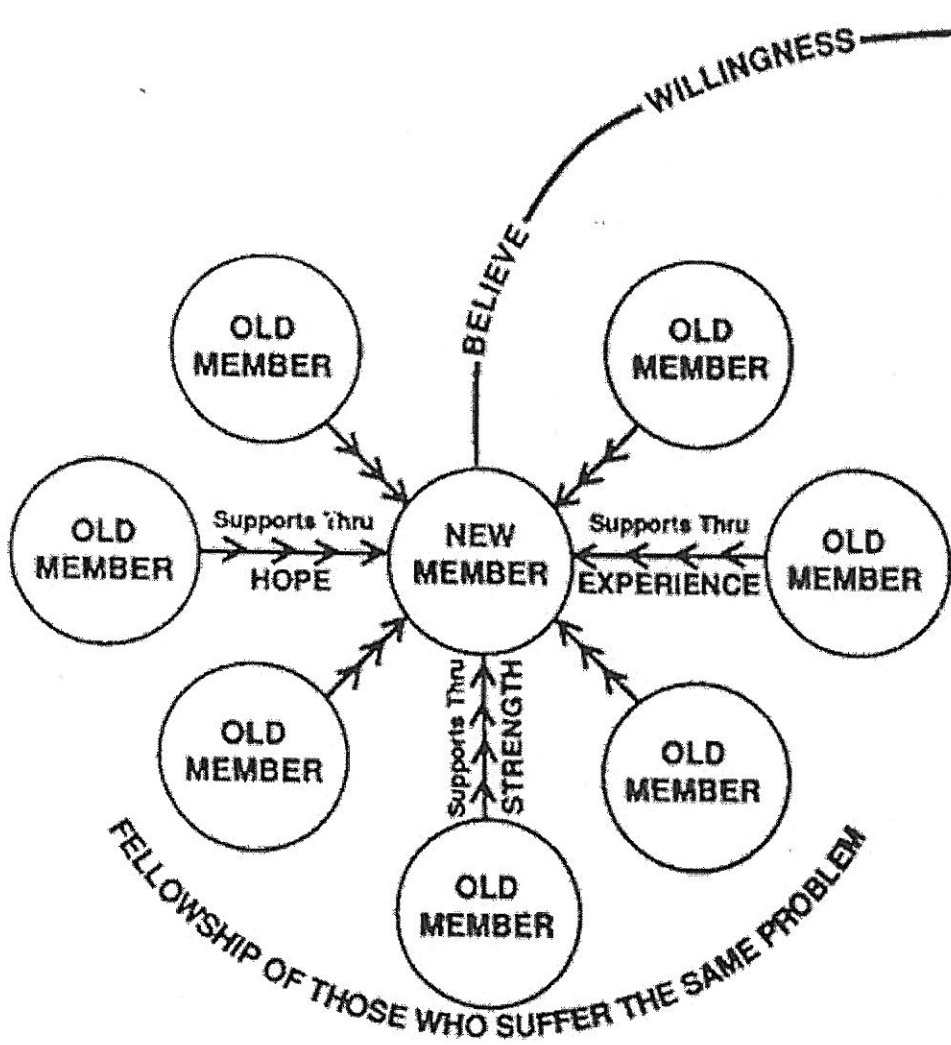 WILLINGNESS
BELIEVE
OLD
MEMBER
OLD
MEMBER
OLD
MEMBER
Supports Thru
HOPE
NEW
MEMBER
Supports Thru
EXPERIENCE
OLD
MEMBER
OLD
MEMBER
Supports Thru
STRENGTH
OLD
MEMBER
OLD
MEMBER
FELLOWSHIP OF THOSE WHO SUFFER THE SAME PROBLEM